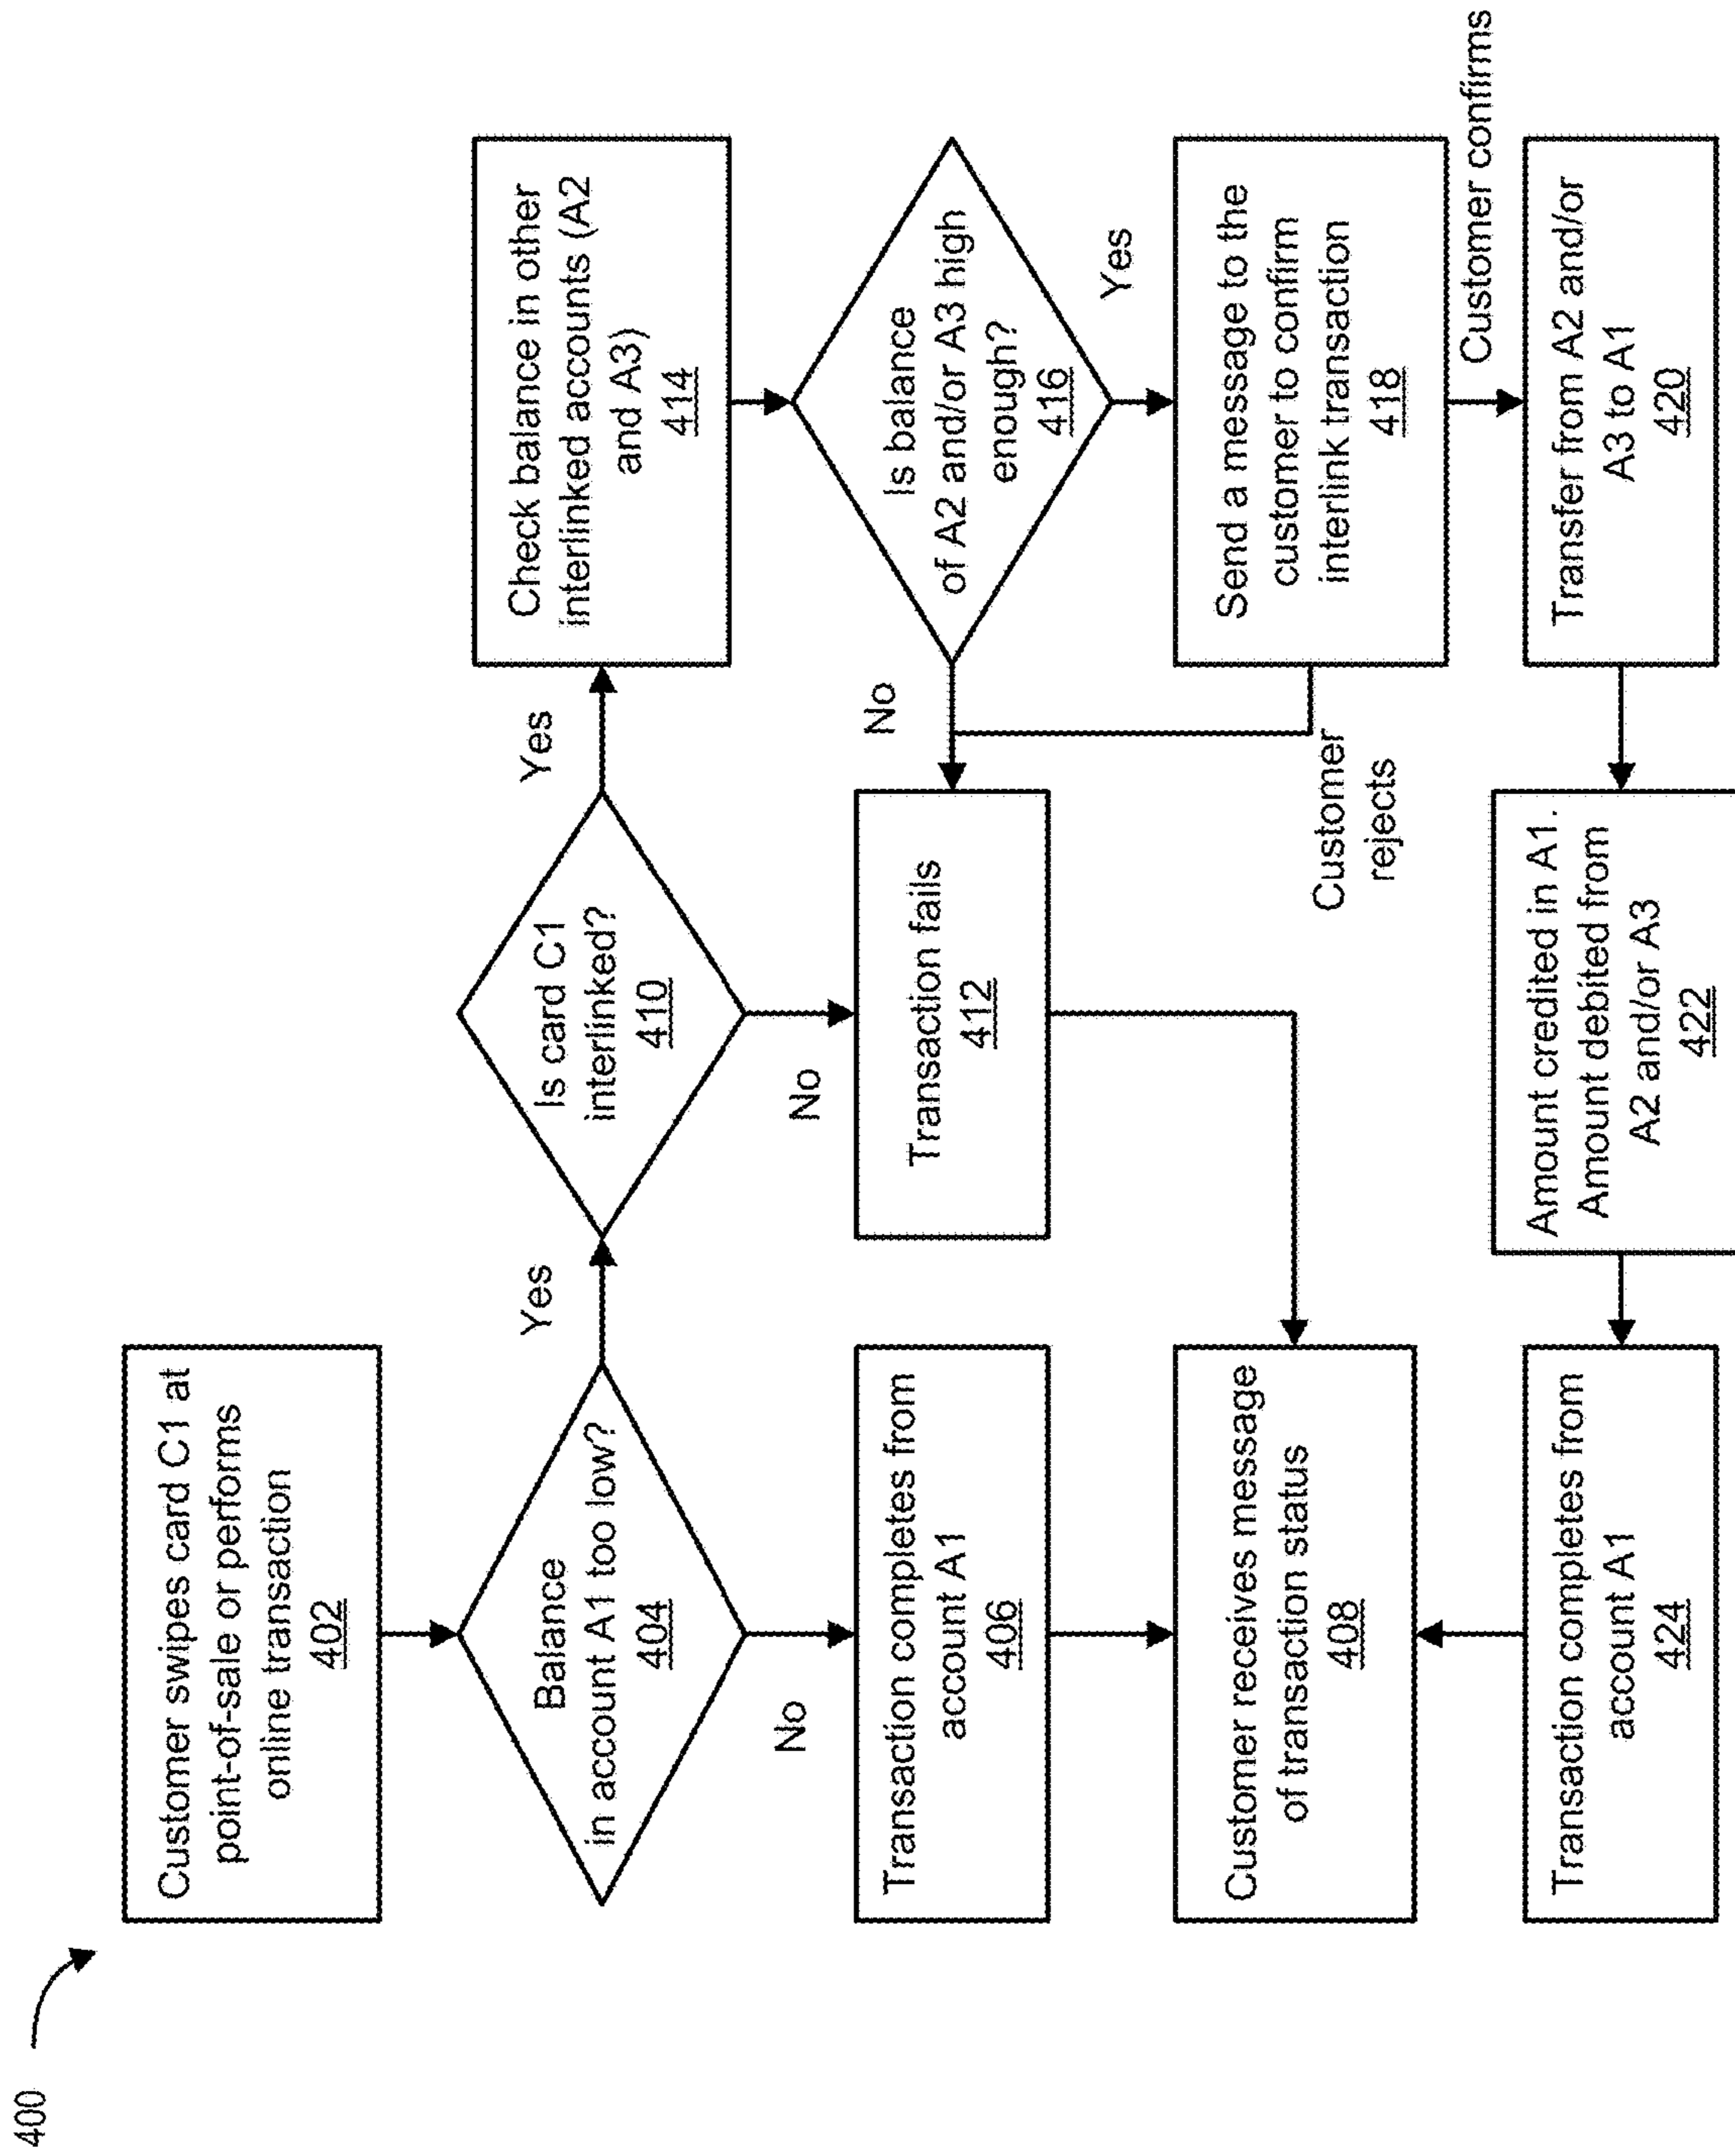 400
Customer swipes card C1 at
point-of-sale or performs
online transaction
402
Balance
in account A1 too low?
404
Yes
No
Transaction completes from
account A1
406
Customer receives message
of transaction status
408
Is card C1
interlinked?
410
Yes
No
Transaction fails
412
Check balance in other
interlinked accounts (A2
and A3)
414
Is balance
of A2 and/or A3 high
enough?
416
No
Yes
Send a message to the
customer to confirm
interlink transaction
418
Customer
rejects
Customer confirms
Transfer from A2 and/or
A3 to A1
420
Amount credited in A1.
Amount debited from
A2 and/or A3
422
Transaction completes from
account A1
424